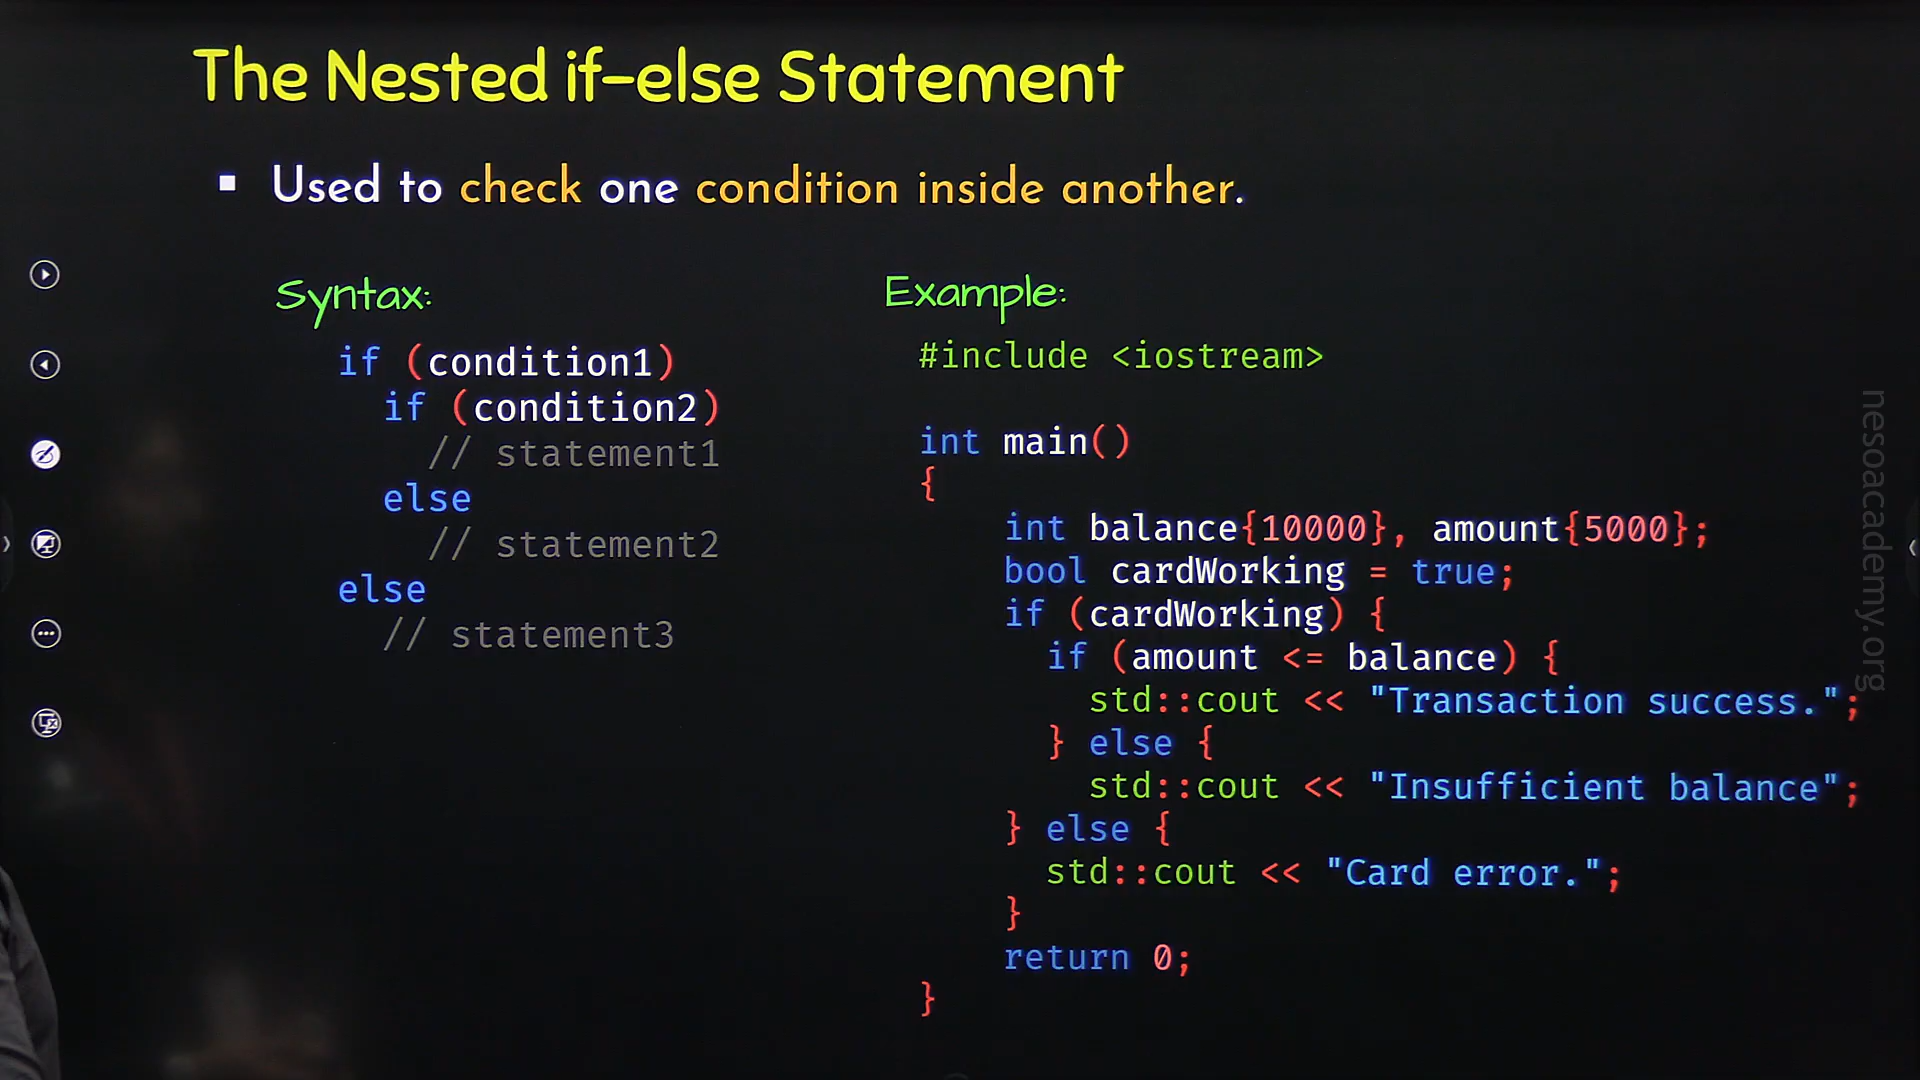 The Nested if-else Statement
▪ Used to check one condition inside another.
Syntax:
if (condition1)
if (condition2)
// statement1
else
// statement2
else
// statement3
Example:
#include <iostream>
int main()
{
int balance{10000}, amount{5000};
bool cardWorking = true;
if (cardWorking) {
if (amount <= balance) {
std::cout << "Transaction success.";
} else {
std::cout << "Insufficient balance";
} else {
std::cout << "Card error.";
}
return 0;
}
nesoacademy.org